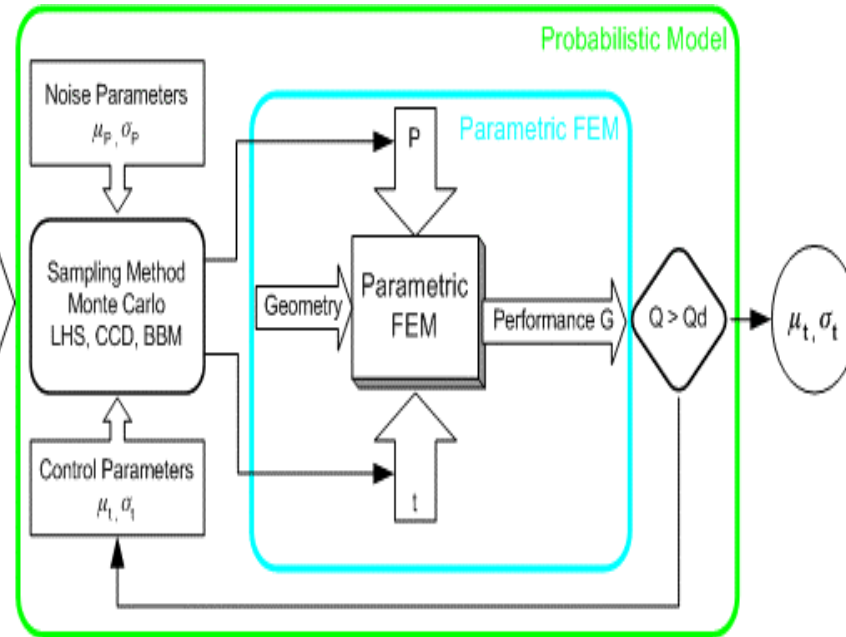 Probabilistic Model
Noise Parameters
μP, σP
Parametric FEM
P
Sampling Method
Monte Carlo
LHS, CCD, BBM
Geometry
Parametric
FEM
Performance G
Q > Qd
μt, σt
Control Parameters
μt, σt
t